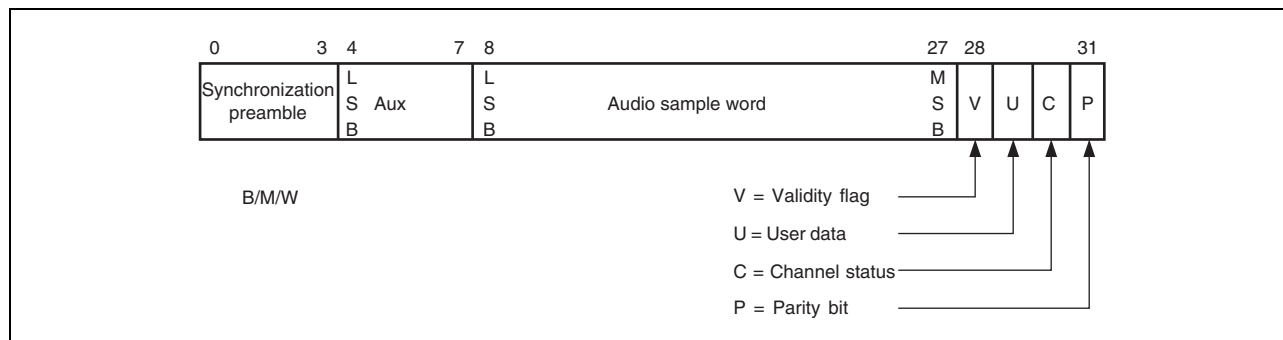 0 3 4 7 8 27 28 31
Synchronization
preamble
L
S
B
Aux
L
S
B
Audio sample word
M
S
B
V
U
C
P
B/M/W
V = Validity flag
U = User data
C = Channel status
P = Parity bit